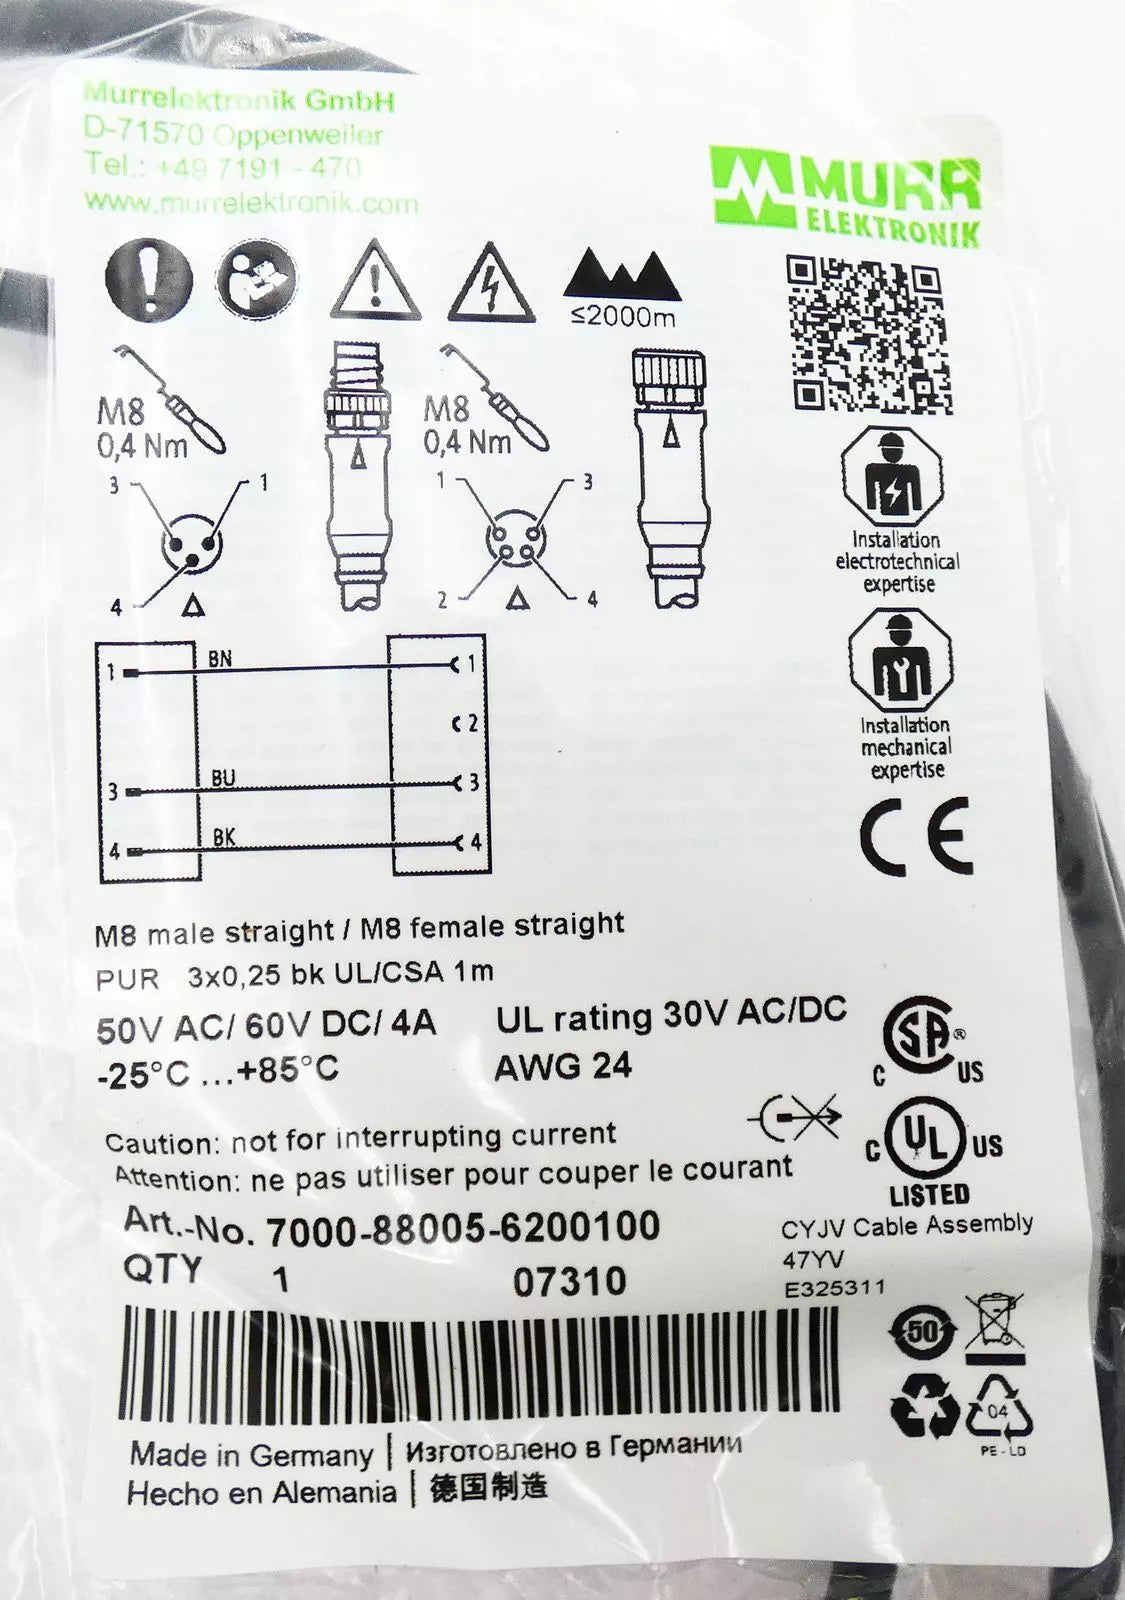 Murrelektronik GmbH
D-71570 Oppenweiler
Tel.: +49 7191 - 470
www.murrelektronik.com
MURR
ELEKTRONIK
≤2000m
M8
0,4 Nm
3 1
4
M8
0,4 Nm
1 3
2 4
Installation
electrotechnical
expertise
Installation
mechanical
expertise
1 BN 1
2
3 BU 3
4 BK 4
CE
M8 male straight / M8 female straight
PUR 3x0,25 bk UL/CSA 1m
50V AC/ 60V DC/ 4A UL rating 30V AC/DC
-25°C ...+85°C AWG 24
C SA ® US
Caution: not for interrupting current
Attention: ne pas utiliser pour couper le courant
C UL US
LISTED
Art.-No. 7000-88005-6200100
CYJV Cable Assembly
47YV
E325311
QTY 1 07310
50
04
PE-LD
Made in Germany | Изготовлено в Германии
Hecho en Alemania | 德国制造